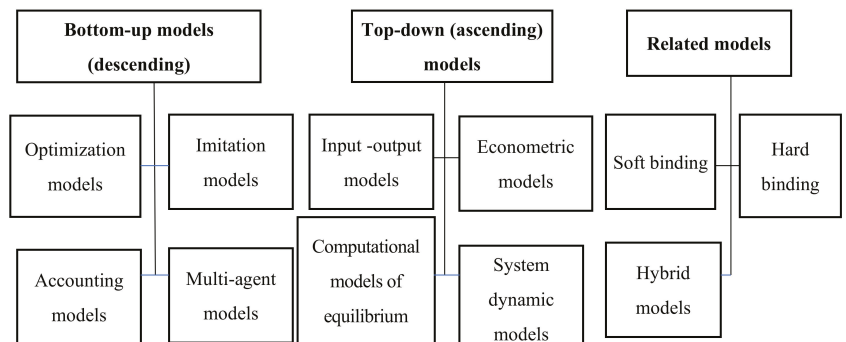 Bottom-up models
(descending)
Top-down (ascending)
models
Related models
Optimization
models
Imitation
models
Input -output
models
Econometric
models
Soft binding
Hard
binding
Accounting
models
Multi-agent
models
Computational
models of
equilibrium
System
dynamic
models
Hybrid
models